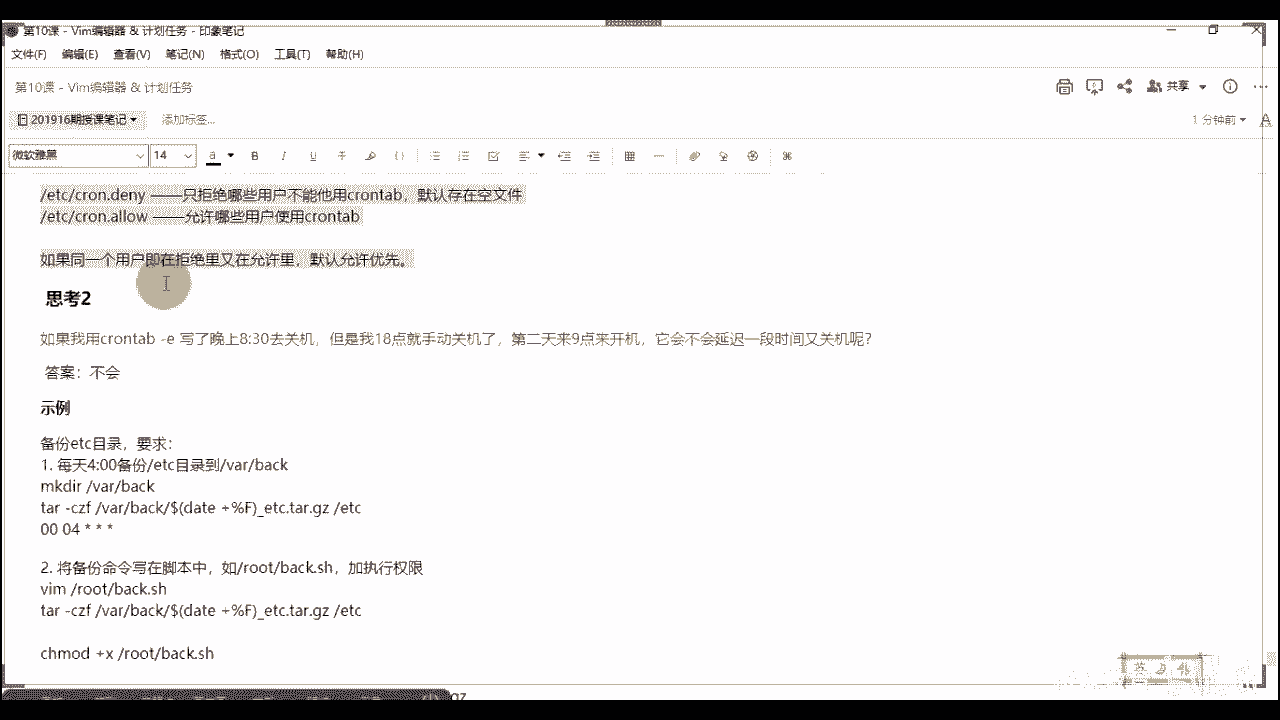 第10课 - Vim编辑器 & 计划任务 - 印象笔记
文件(F) 编辑(E) 查看(V) 笔记(N) 格式(O) 工具(T) 帮助(H)
第10课 - Vim编辑器 & 计划任务
共享
201916期授课笔记 添加标签...
1 分钟前
微软雅黑 14
/etc/cron.deny ——只拒绝哪些用户不能他用crontab，默认存在空文件
/etc/cron.allow ——允许哪些用户使用crontab
如果同一个用户即在拒绝里又在允许里，默认允许优先。
思考2
如果我用crontab -e 写了晚上8:30去关机，但是我18点就手动关机了，第二天来9点来开机，它会不会延迟一段时间又关机呢？
答案：不会
示例
备份etc目录，要求：
1. 每天4:00备份/etc目录到/var/back
mkdir /var/back
tar -czf /var/back/$(date +%F)_etc.tar.gz /etc
00 04 * * *
2. 将备份命令写在脚本中，如/root/back.sh，加执行权限
vim /root/back.sh
tar -czf /var/back/$(date +%F)_etc.tar.gz /etc
chmod +x /root/back.sh